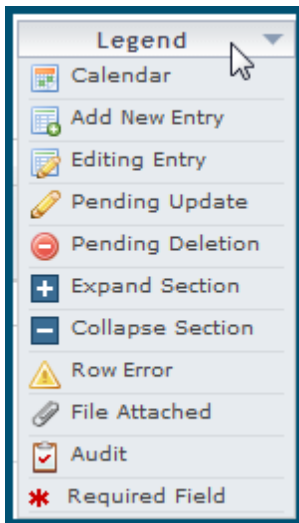 Legend
Calendar
Add New Entry
Editing Entry
Pending Update
Pending Deletion
Expand Section
Collapse Section
Row Error
File Attached
Audit
Required Field